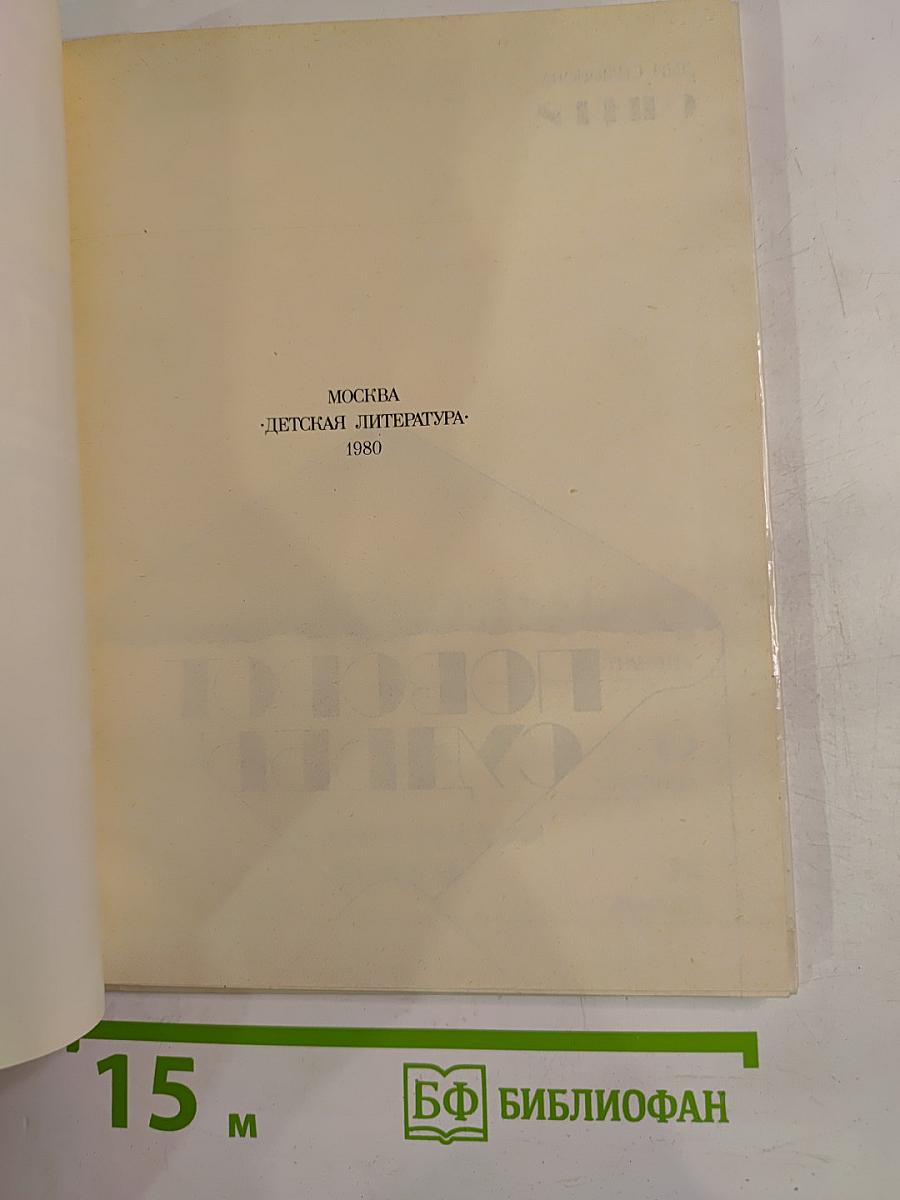 МОСКВА
·ДЕТСКАЯ ЛИТЕРАТУРА·
1980
15 м
БФ БИБЛИОФАН